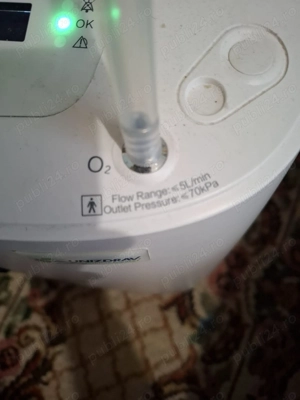 OK
O₂
Flow Range: ≤5L/min
Outlet Pressure: ≤70kPa